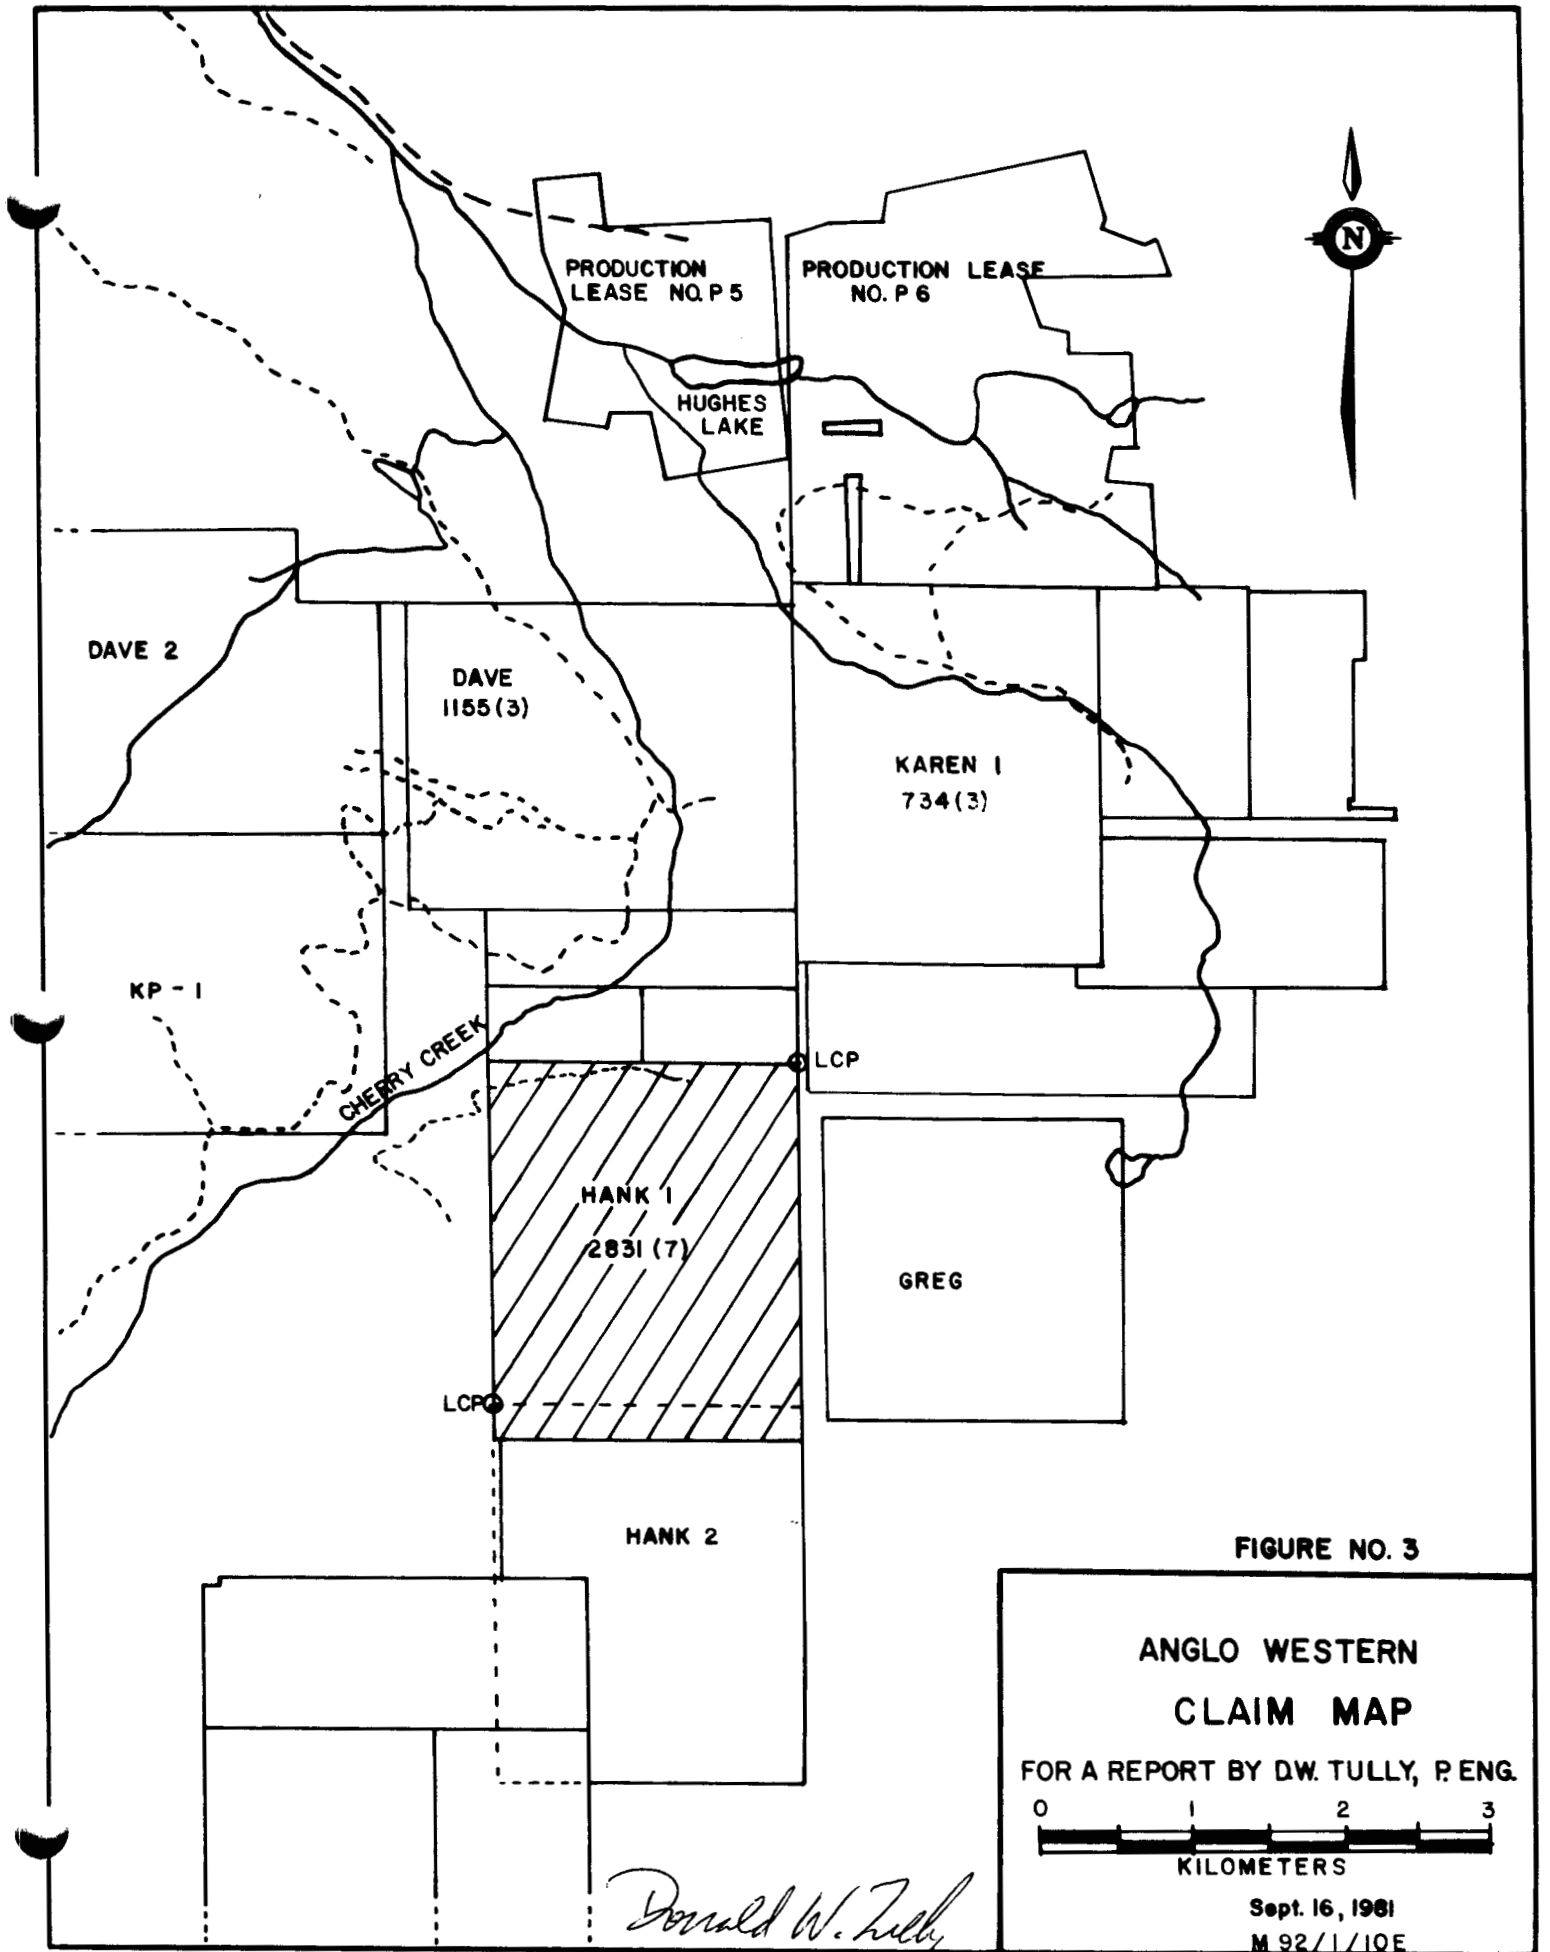 N
PRODUCTION
LEASE NO. P 5
PRODUCTION LEASE
NO. P 6
HUGHES
LAKE
DAVE 2
DAVE
1155(3)
KAREN 1
734(3)
KP - 1
CHERRY CREEK
LCP
HANK 1
2831 (7)
GREG
LCP
HANK 2
FIGURE NO. 3
ANGLO WESTERN
CLAIM MAP
FOR A REPORT BY D.W. TULLY, P. ENG.
0 1 2 3
KILOMETERS
Sept. 16, 1981
M 92/1/10E
Donald W. Tully